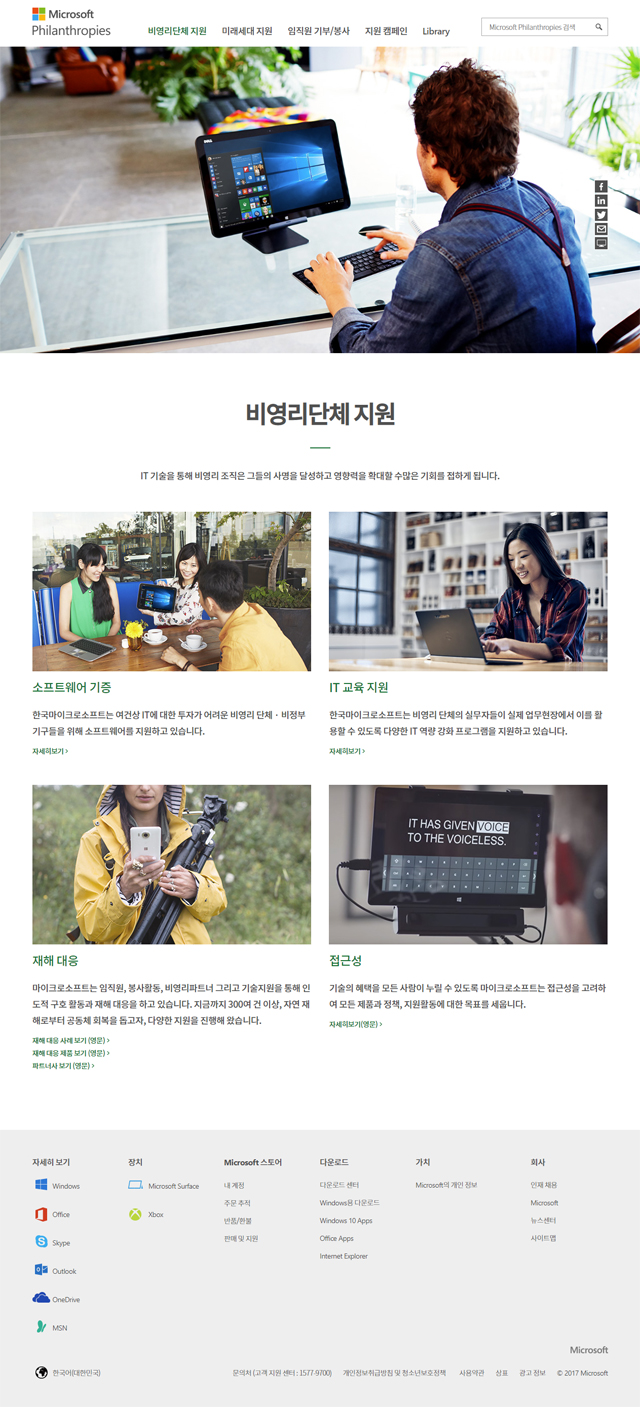 Microsoft
Philanthropies
비영리단체 지원 미래세대 지원 임직원 기부/봉사 지원 캠페인 Library
Microsoft Philanthropies 검색
DELL
비영리단체 지원
IT 기술을 통해 비영리 조직은 그들의 사명을 달성하고 영향력을 확대할 수많은 기회를 접하게 됩니다.
소프트웨어 기증
한국마이크로소프트는 여건상 IT에 대한 투자가 어려운 비영리 단체 · 비정부
기구들을 위해 소프트웨어를 지원하고 있습니다.
자세히보기 ›
IT 교육 지원
한국마이크로소프트는 비영리 단체의 실무자들이 실제 업무현장에서 이를 활
용할 수 있도록 다양한 IT 역량 강화 프로그램을 지원하고 있습니다.
자세히보기 ›
IT HAS GIVEN VOICE
TO THE VOICELESS.
재해 대응
마이크로소프트는 임직원, 봉사활동, 비영리파트너 그리고 기술지원을 통해 인
도적 구호 활동과 재해 대응을 하고 있습니다. 지금까지 300여 건 이상, 자연 재
해로부터 공동체 회복을 돕고자, 다양한 지원을 진행해 왔습니다.
재해 대응 사례 보기 (영문) ›
재해 대응 제품 보기 (영문) ›
파트너사 보기 (영문) ›
접근성
기술의 혜택을 모든 사람이 누릴 수 있도록 마이크로소프트는 접근성을 고려하
여 모든 제품과 정책, 지원활동에 대한 목표를 세웁니다.
자세히보기(영문) ›
자세히 보기
Windows
Office
Skype
Outlook
OneDrive
MSN
장치
Microsoft Surface
Xbox
Microsoft 스토어
내 계정
주문 추적
반품/환불
판매 및 지원
다운로드
다운로드 센터
Windows용 다운로드
Windows 10 Apps
Office Apps
Internet Explorer
가치
Microsoft의 개인 정보
회사
인재 채용
Microsoft
뉴스센터
사이트맵
Microsoft
한국어(대한민국)
문의처 (고객 지원 센터 : 1577-9700) 개인정보취급방침 및 청소년보호정책 사용약관 상표 광고 정보 © 2017 Microsoft